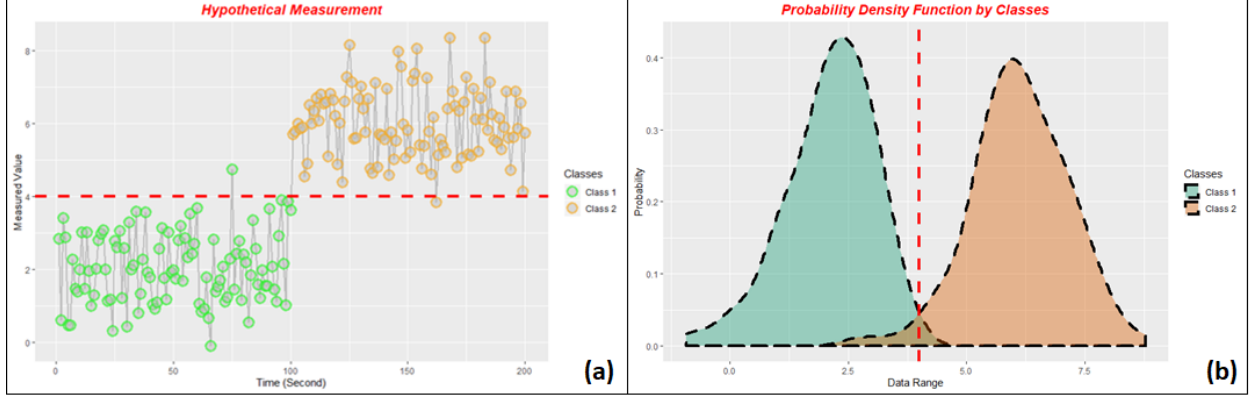 Hypothetical Measurement
8
6
4
2
0
Measured Value
0
50
100
150
200
Time (Second)
Classes
Class 1
Class 2
(a)
Probability Density Function by Classes
0.4
0.3
0.2
0.1
0.0
Probability
0.0
2.5
5.0
7.5
Data Range
Classes
Class 1
Class 2
(b)